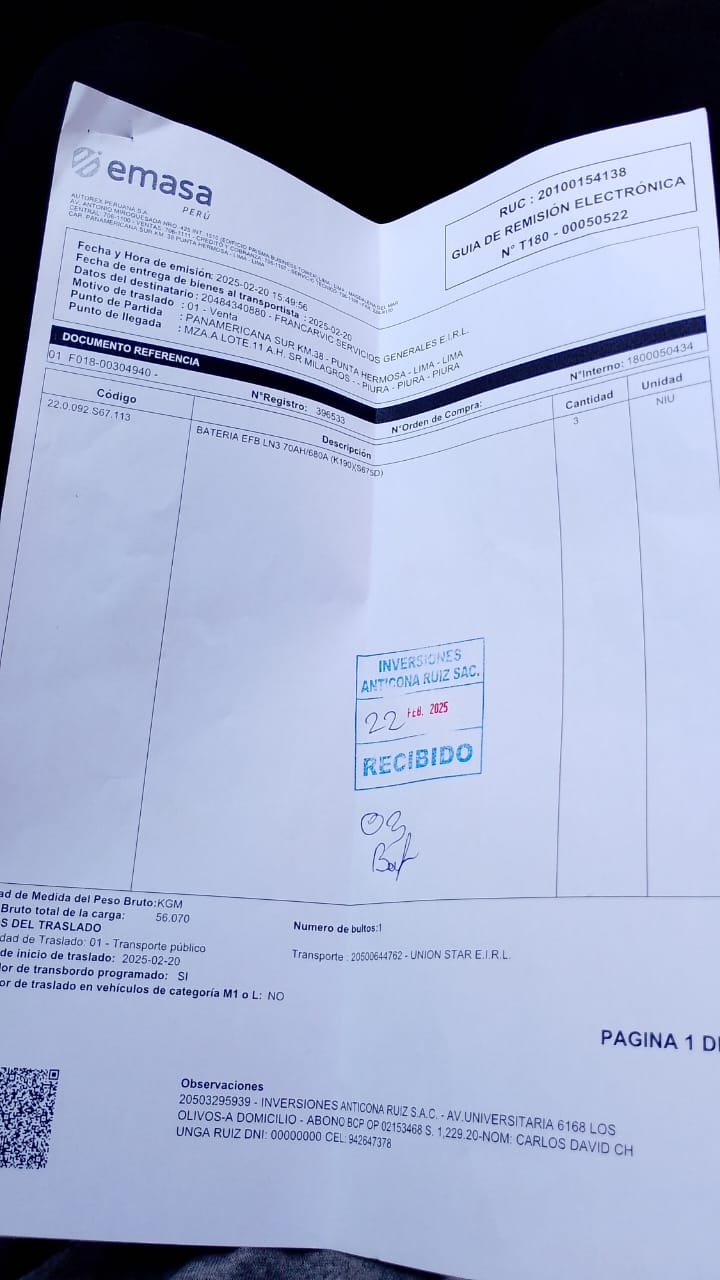 emasa
PERÚ
AUTOREX PERUANA S.A.
RUC : 20100154138
GUIA DE REMISIÓN ELECTRÓNICA
N° T180 - 00050522
Fecha y Hora de emisión: 2025-02-20 15:49:56
Fecha de entrega de bienes al transportista : 2025-02-20
Datos del destinatario : 20484340880 - FRANCARVIC SERVICIOS GENERALES E.I.R.L.
Motivo de traslado : 01 - Venta
Punto de Partida : PANAMERICANA SUR KM.38 - PUNTA HERMOSA - LIMA - LIMA
Punto de llegada : MZA.A LOTE.11 A.H. SR MILAGROS - - PIURA - PIURA - PIURA
DOCUMENTO REFERENCIA
01 F018-00304940 - N°Registro: 396533 N°Orden de Compra: N°Interno: 1800050434
Código Descripción Cantidad Unidad
22.0.092.S67.113 BATERIA EFB LN3 70AH/680A (K190)(S675D) 3 NIU
INVERSIONES
ANTICONA RUIZ SAC.
22 FEB. 2025
RECIBIDO
03
Bat
ad de Medida del Peso Bruto:KGM
Bruto total de la carga: 56.070 Numero de bultos:1
S DEL TRASLADO
dad de Traslado: 01 - Transporte público Transporte : 20500644762 - UNION STAR E.I.R.L.
de inicio de traslado: 2025-02-20
or de transbordo programado: SI
or de traslado en vehículos de categoría M1 o L: NO
PAGINA 1 D
Observaciones
20503295939 - INVERSIONES ANTICONA RUIZ S.A.C. - AV.UNIVERSITARIA 6168 LOS
OLIVOS-A DOMICILIO - ABONO BCP OP 02153468 S. 1,229.20-NOM: CARLOS DAVID CH
UNGA RUIZ DNI: 00000000 CEL: 942647378